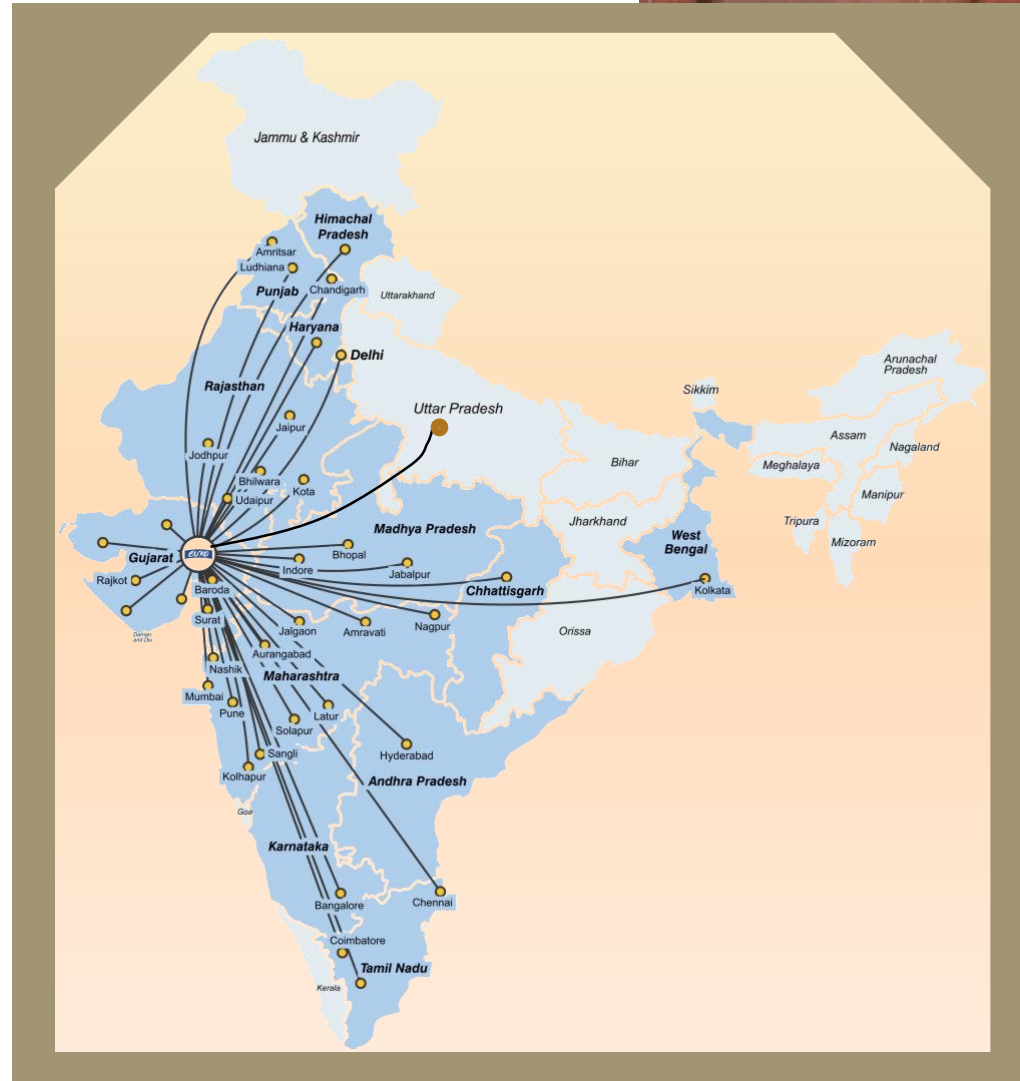 Jammu & Kashmir
Himachal
Pradesh
Amritsar
Ludhiana
Punjab
Chandigarh
Uttarakhand
Haryana
Delhi
Rajasthan
Arunachal
Pradesh
Sikkim
Uttar Pradesh
Jaipur
Assam
Nagaland
Jodhpur
Bihar
Meghalaya
Bhilwara
Kota
Udaipur
Manipur
Jharkhand
Tripura
Madhya Pradesh
West
Bengal
Mizoram
Gujarat
EURO
Bhopal
Indore
Jabalpur
Rajkot
Baroda
Chhattisgarh
Kolkata
Surat
Jalgaon
Amravati
Nagpur
Orissa
Daman
and Diu
Aurangabad
Nashik
Maharashtra
Mumbai
Pune
Latur
Solapur
Sangli
Hyderabad
Kolhapur
Andhra Pradesh
Goa
Karnataka
Bangalore
Chennai
Coimbatore
Tamil Nadu
Kerala